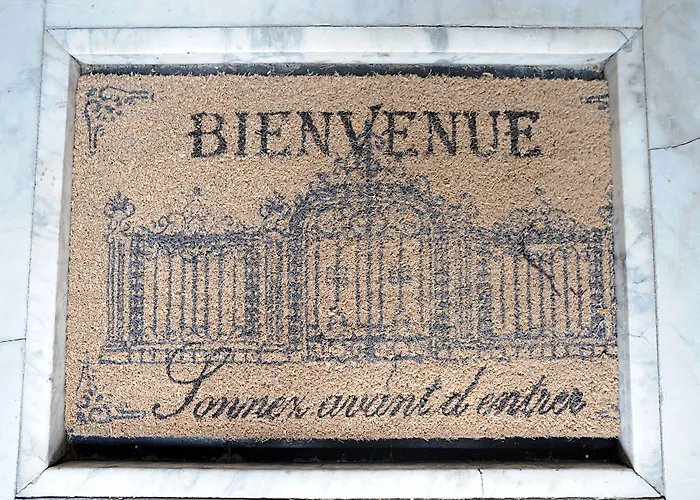 BIENVENUE
Sonnez avant d'entrer